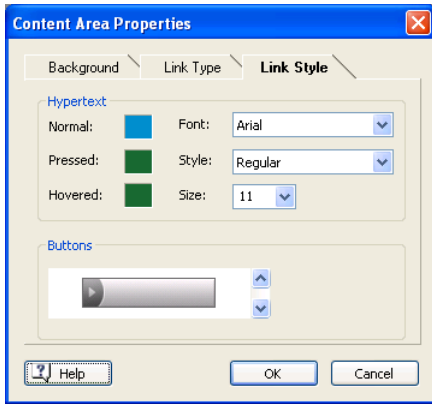 Content Area Properties
Background Link Type Link Style
Hypertext
Normal: Font: Arial
Pressed: Style: Regular
Hovered: Size: 11
Buttons
Help OK Cancel